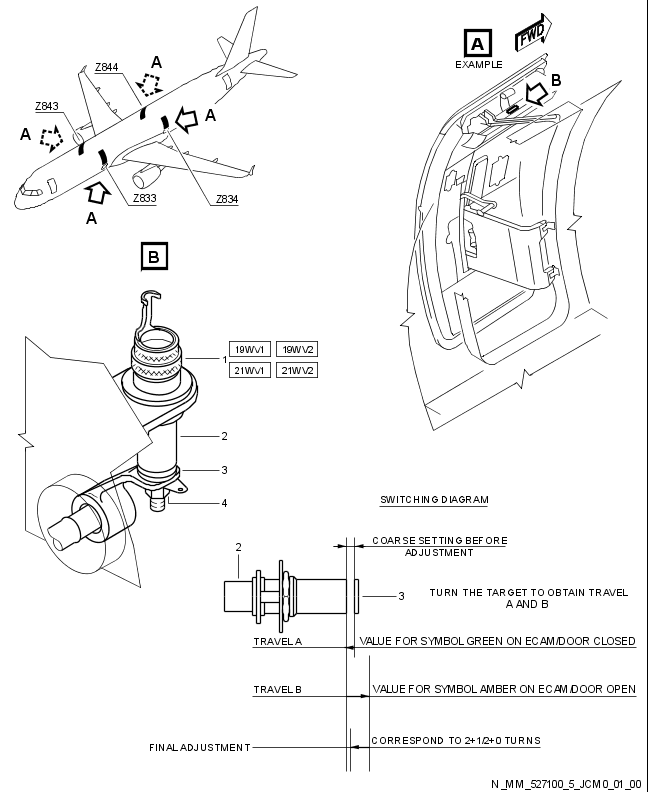 A
EXAMPLE
FWD
B
Z844
A
Z843
A
A
A
Z833
Z834
B
1
19WV1 19WV2
21WV1 21WV2
2
3
4
SWITCHING DIAGRAM
COARSE SETTING BEFORE
ADJUSTMENT
2
3
TURN THE TARGET TO OBTAIN TRAVEL
A AND B
TRAVEL A VALUE FOR SYMBOL GREEN ON ECAM/DOOR CLOSED
TRAVEL B VALUE FOR SYMBOL AMBER ON ECAM/DOOR OPEN
FINAL ADJUSTMENT CORRESPOND TO 2+1/2+0 TURNS
N_MM_527100_5_JCM0_01_00